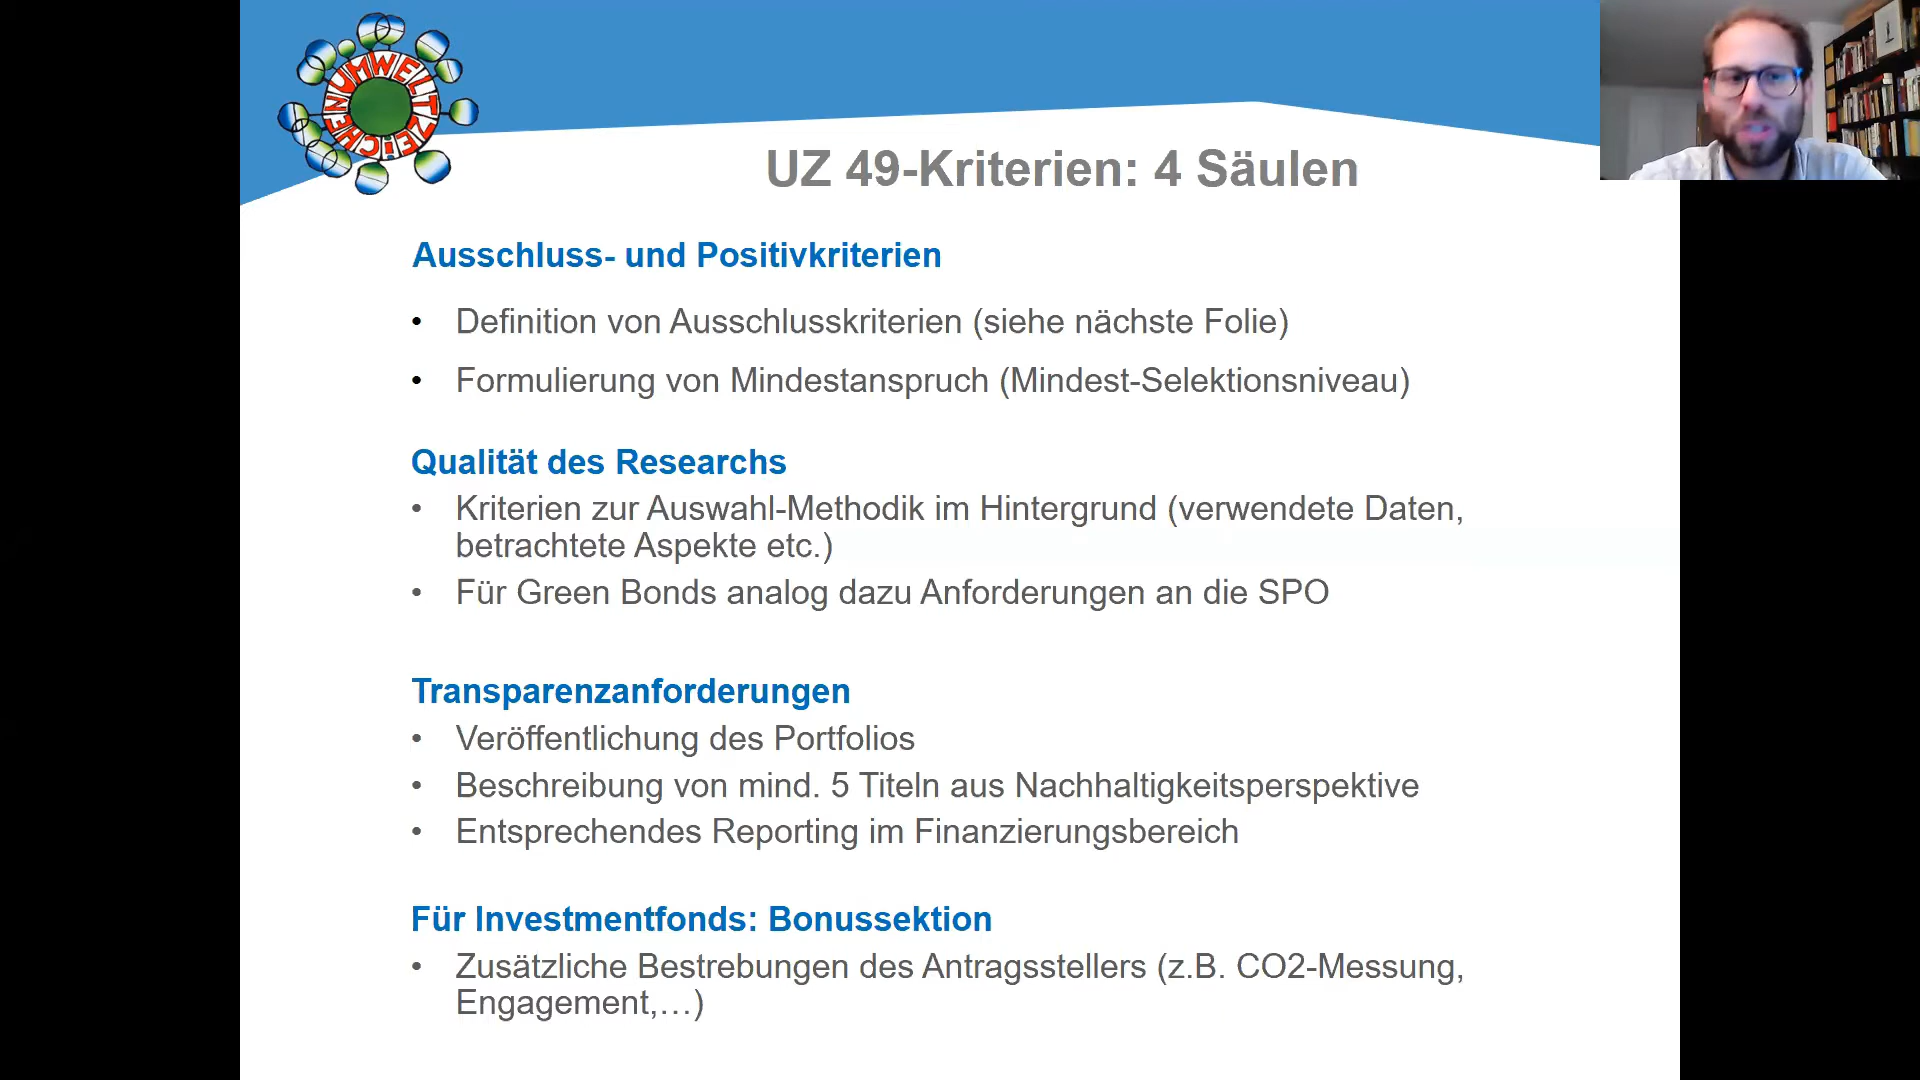 UMWELTZEICHEN
UZ 49-Kriterien: 4 Säulen
Ausschluss- und Positivkriterien
• Definition von Ausschlusskriterien (siehe nächste Folie)
• Formulierung von Mindestanspruch (Mindest-Selektionsniveau)
Qualität des Researchs
• Kriterien zur Auswahl-Methodik im Hintergrund (verwendete Daten,
betrachtete Aspekte etc.)
• Für Green Bonds analog dazu Anforderungen an die SPO
Transparenzanforderungen
• Veröffentlichung des Portfolios
• Beschreibung von mind. 5 Titeln aus Nachhaltigkeitsperspektive
• Entsprechendes Reporting im Finanzierungsbereich
Für Investmentfonds: Bonussektion
• Zusätzliche Bestrebungen des Antragsstellers (z.B. CO2-Messung,
Engagement,…)